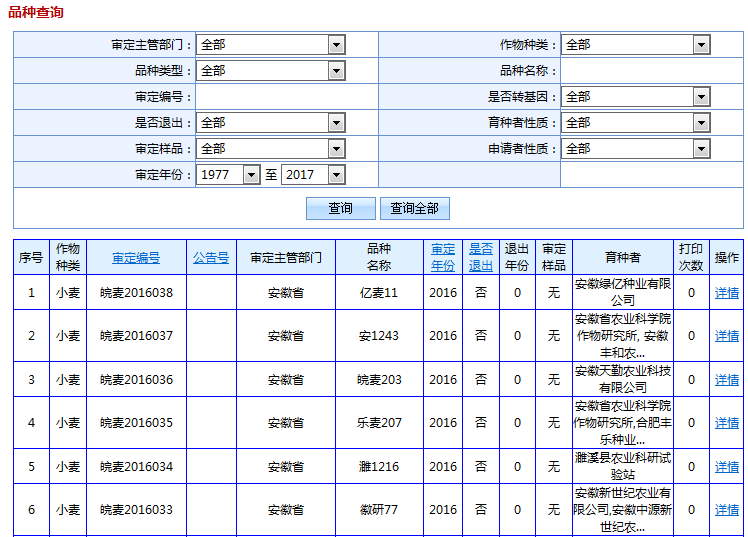 品种查询
审定主管部门： 全部 作物种类： 全部
品种类型： 全部 品种名称：
审定编号： 是否转基因： 全部
是否退出： 全部 育种者性质： 全部
审定样品： 全部 申请者性质： 全部
审定年份： 1977 至 2017
查询 查询全部
序号 作物种类 审定编号 公告号 审定主管部门 品种名称 审定年份 是否退出 退出年份 审定样品 育种者 打印次数 操作
1 小麦 皖麦2016038 安徽省 亿麦11 2016 否 0 无 安徽绿亿种业有限公司 0 详情
2 小麦 皖麦2016037 安徽省 安1243 2016 否 0 无 安徽省农业科学院作物研究所, 安徽丰和农... 0 详情
3 小麦 皖麦2016036 安徽省 皖麦203 2016 否 0 无 安徽天勤农业科技有限公司 0 详情
4 小麦 皖麦2016035 安徽省 乐麦207 2016 否 0 无 安徽省农业科学院作物研究所,合肥丰乐种业... 0 详情
5 小麦 皖麦2016034 安徽省 濉1216 2016 否 0 无 濉溪县农业科研试验站 0 详情
6 小麦 皖麦2016033 安徽省 徽研77 2016 否 0 无 安徽新世纪农业有限公司,安徽中源新世纪农... 0 详情